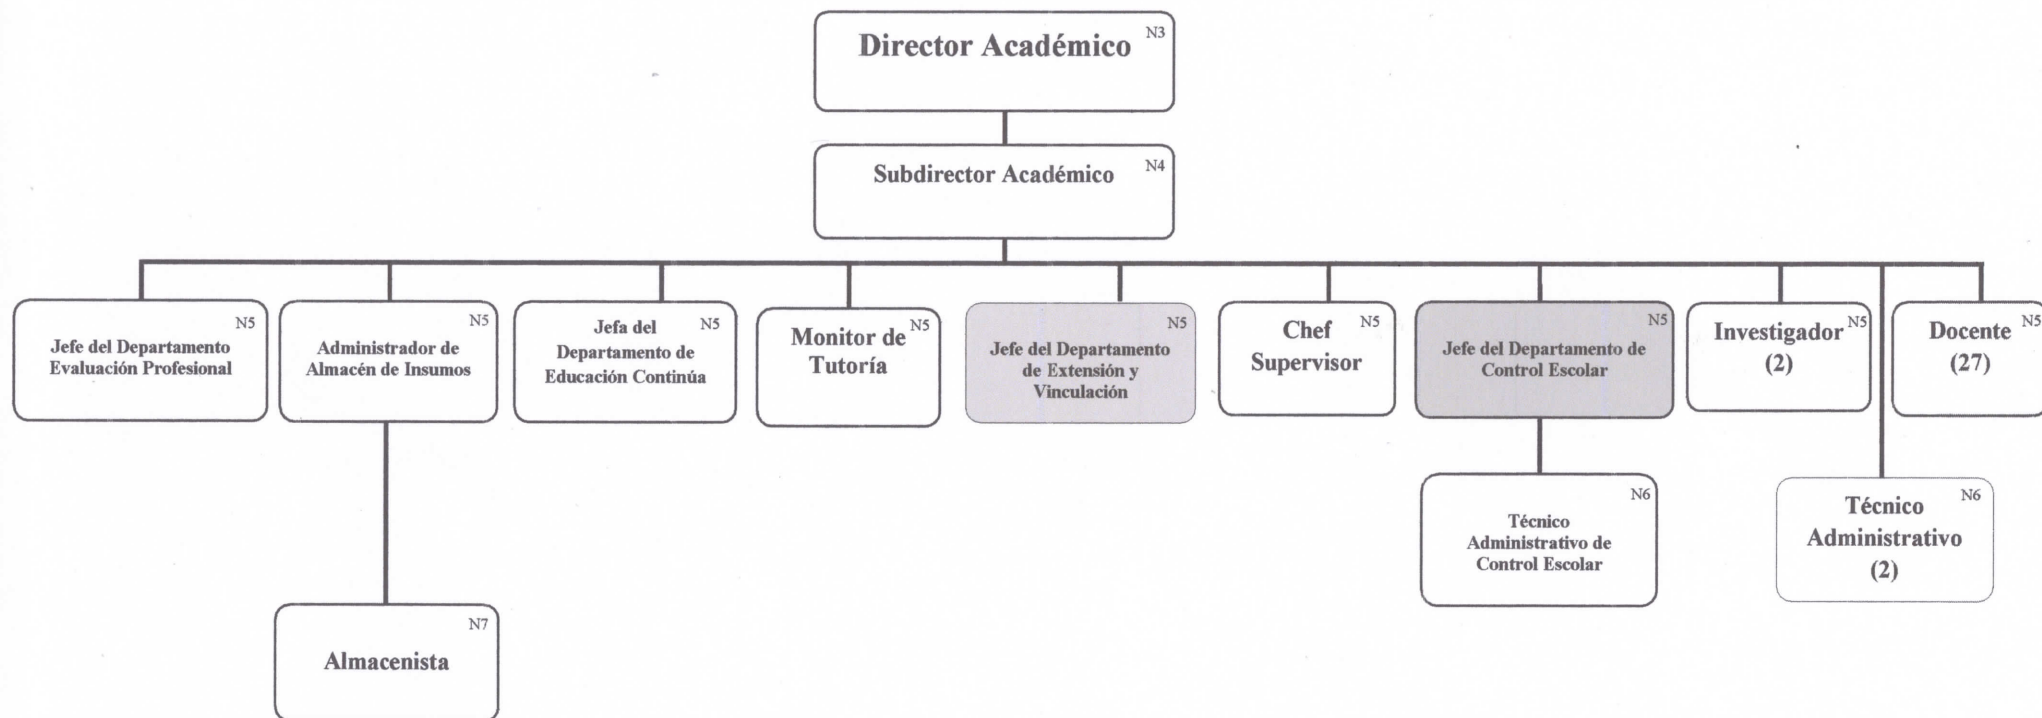 Director Académico N3
Subdirector Académico N4
N5
Jefe del Departamento
Evaluación Profesional
N5
Administrador de
Almacén de Insumos
Jefa del N5
Departamento de
Educación Continúa
Monitor de N5
Tutoría
N5
Jefe del Departamento
de Extensión y
Vinculación
Chef N5
Supervisor
N5
Jefe del Departamento de
Control Escolar
Investigador N5
(2)
Docente N5
(27)
N6
Técnico
Administrativo de
Control Escolar
Técnico N6
Administrativo
(2)
N7
Almacenista